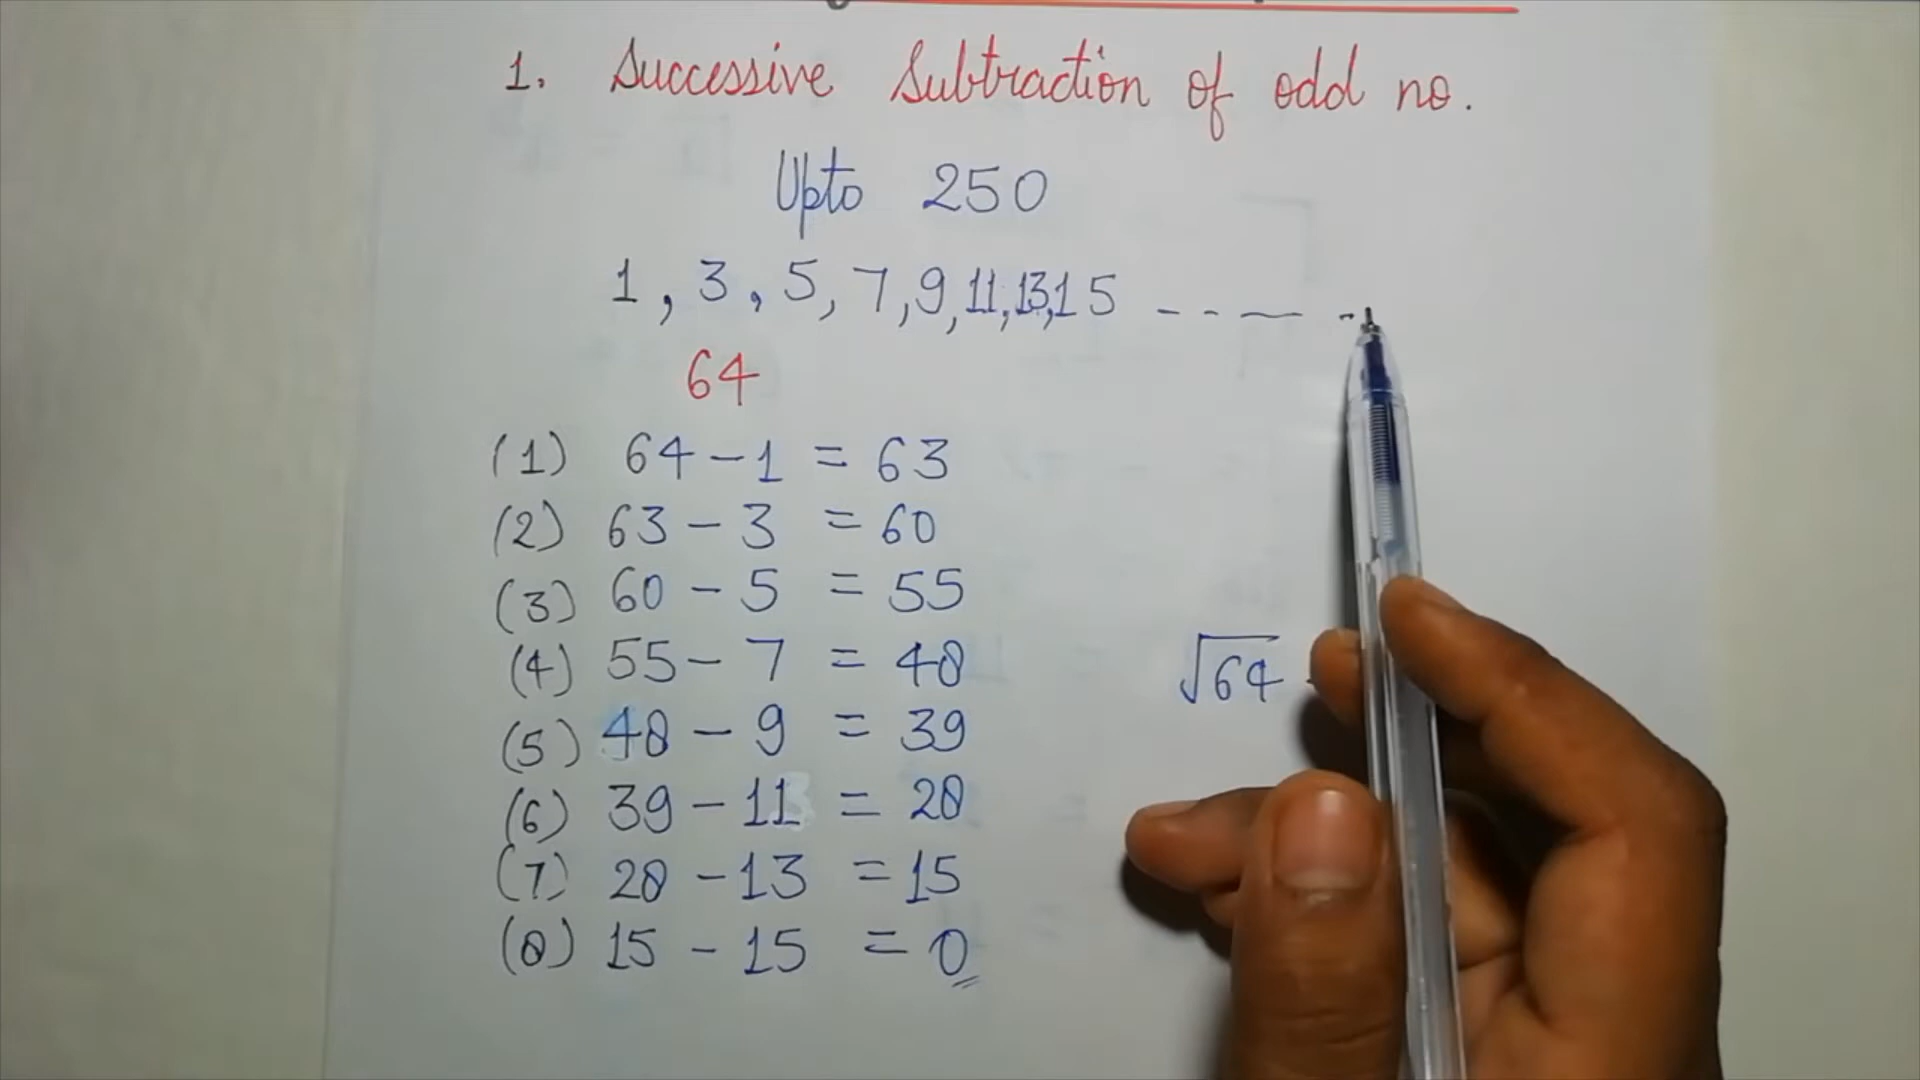 1. Successive Subtraction of odd no.
Upto 250
1, 3, 5, 7, 9, 11, 13, 15 - - - -
64
(1) 64 - 1 = 63
(2) 63 - 3 = 60
(3) 60 - 5 = 55
(4) 55 - 7 = 48
(5) 48 - 9 = 39
√64
(6) 39 - 11 = 28
(7) 28 - 13 = 15
(8) 15 - 15 = 0